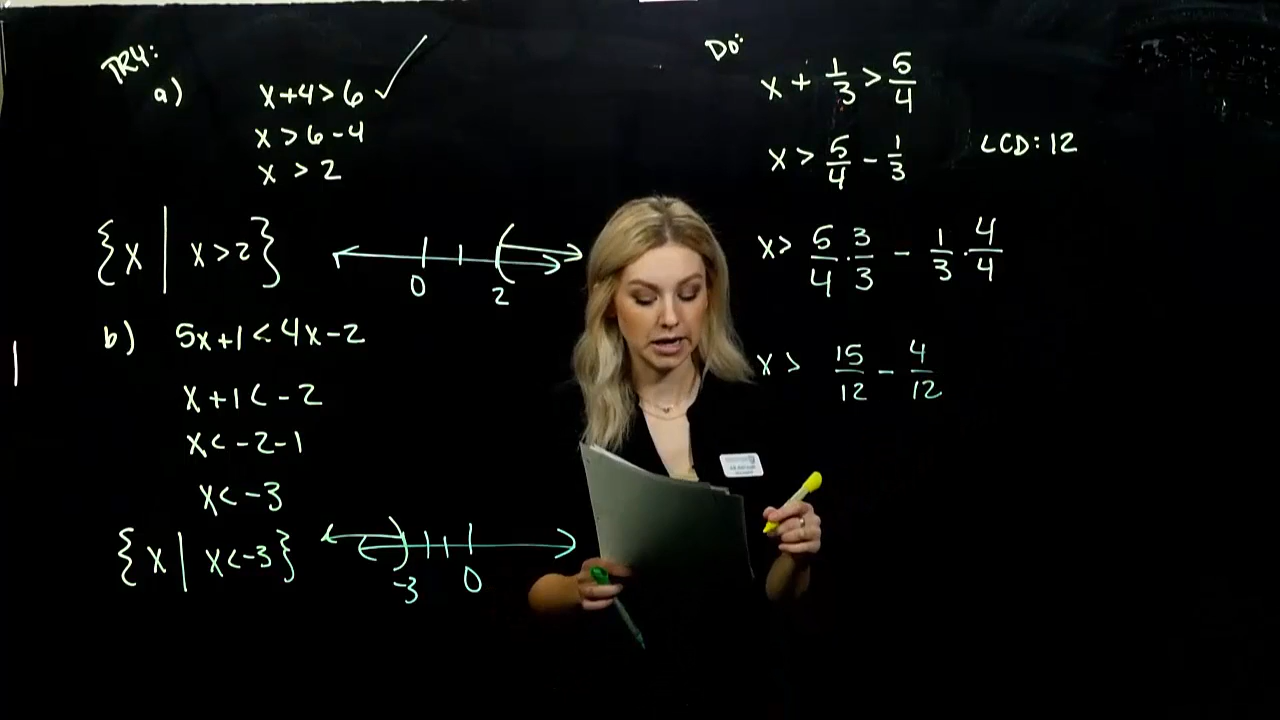 TRY:
a)
x+4>6 ✓
x>6-4
x >2
{x | x>2}
0
2
b) 5x+1<4x-2
x+1<-2
x<-2-1
x<-3
{x | x<-3}
-3
0
DO:
x + 1/3 > 5/4
x > 5/4 - 1/3
LCD: 12
x> 5/4 · 3/3 - 1/3 · 4/4
x > 15/12 - 4/12